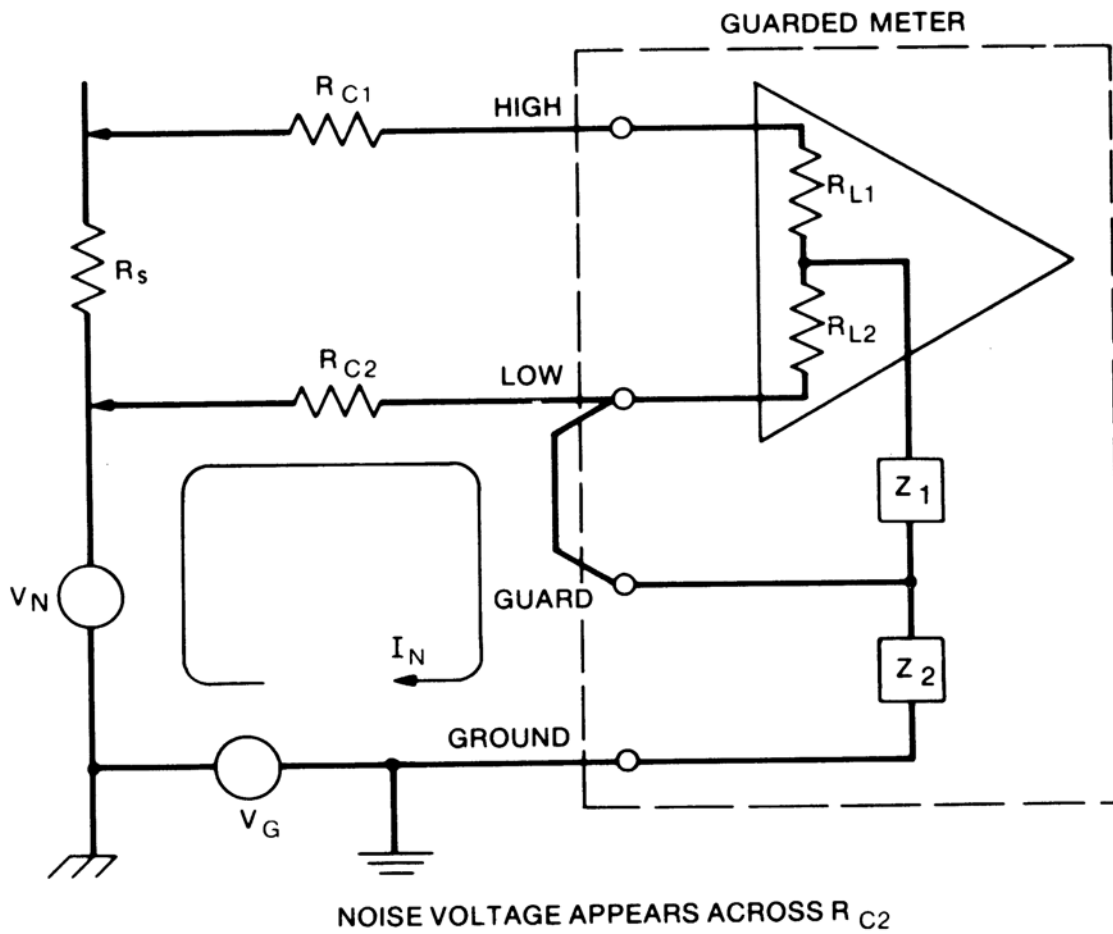 GUARDED METER
R C1
HIGH
R L1
R s
R L2
R C2
LOW
Z 1
V N
GUARD
I N
Z 2
GROUND
V G
NOISE VOLTAGE APPEARS ACROSS R C2